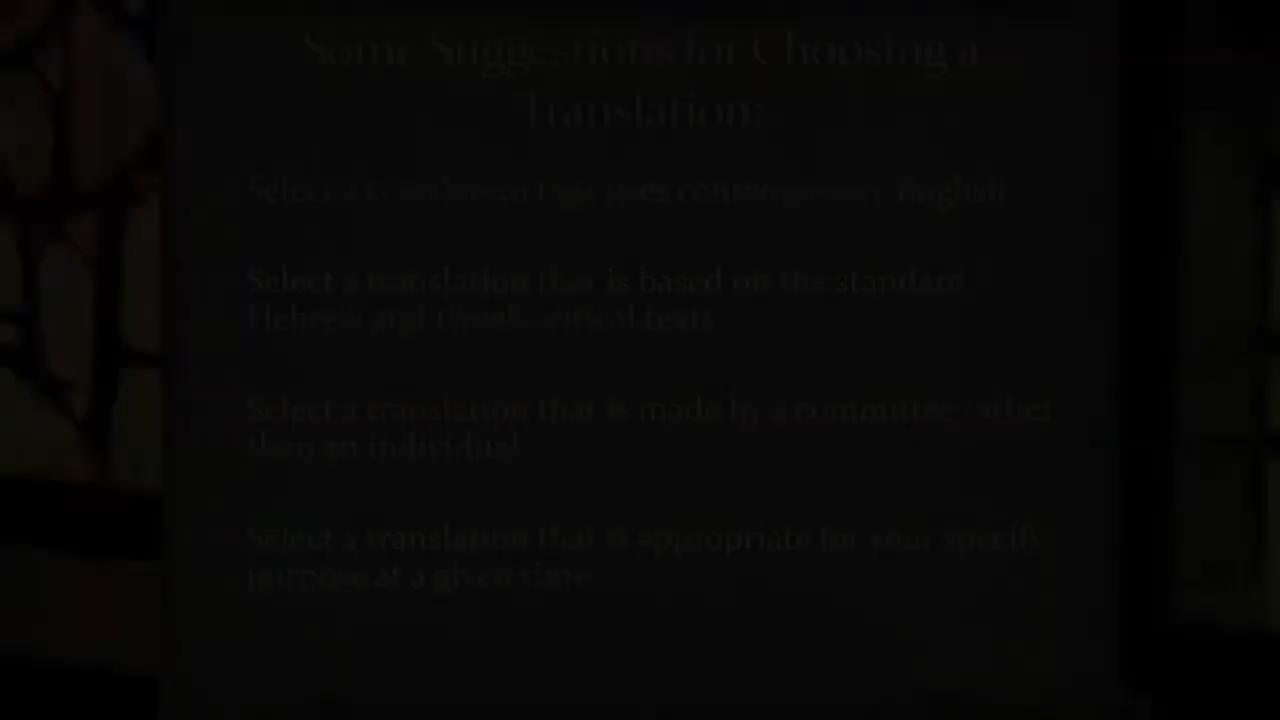 Some Suggestions for Choosing a
Translation:
Select a translation that uses contemporary English
Select a translation that is based on the standard
Hebrew and Greek critical texts
Select a translation that is made by a committee rather
than an individual
Select a translation that is appropriate for your specific
purpose at a given time